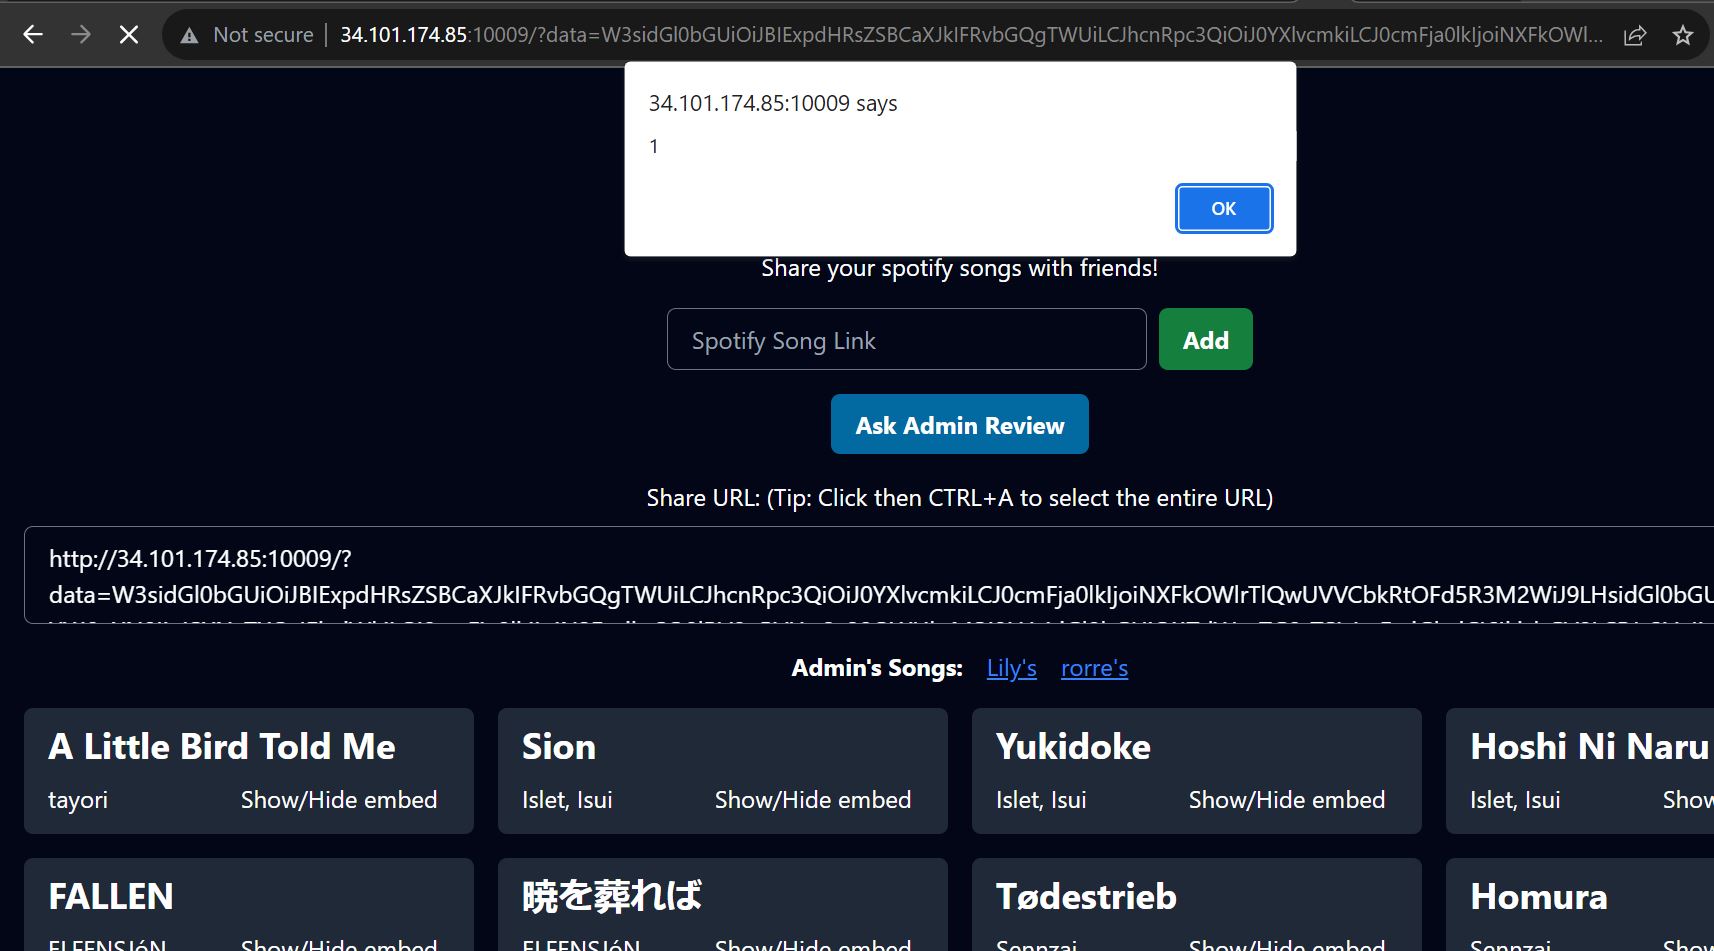 Not secure
34.101.174.85:10009/?data=W3sidGl0bGUiOiJBIExpdHRsZSBCaXJkIFRvbGQgTWUiLCJhcnRpc3QiOiJ0YXlvcmkiLCJ0cmFja0lkIjoiNXFkOWl...
34.101.174.85:10009 says
1
OK
Share your spotify songs with friends!
Spotify Song Link
Add
Ask Admin Review
Share URL: (Tip: Click then CTRL+A to select the entire URL)
http://34.101.174.85:10009/?
data=W3sidGl0bGUiOiJBIExpdHRsZSBCaXJkIFRvbGQgTWUiLCJhcnRpc3QiOiJ0YXlvcmkiLCJ0cmFja0lkIjoiNXFkOWlrTlQwUVVCbkRtOFd5R3M2WiJ9LHsidGl0bGU
Admin's Songs: Lily's rorre's
A Little Bird Told Me
tayori Show/Hide embed
Sion
Islet, Isui Show/Hide embed
Yukidoke
Islet, Isui Show/Hide embed
Hoshi Ni Naru
Islet, Isui Show
FALLEN
ELFENSJóN Show/Hide embed
暁を葬れば
ELFENSJóN Show/Hide embed
Tødestrieb
Sennzai Show/Hide embed
Homura
Sennzai Show